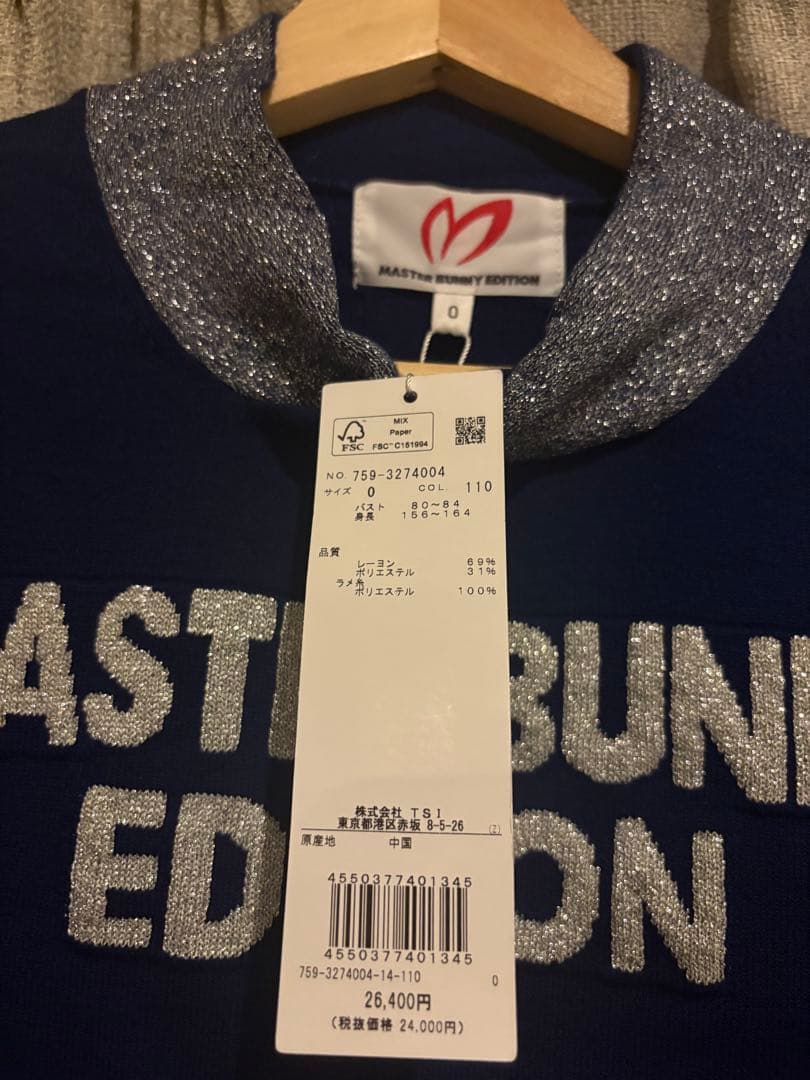 MASTER BUNNY EDITION
0
MIX
Paper
FSC
FSC™ C151994
NO. 759-3274004
サイズ 0 COL. 110
バスト 80～84
身長 156～164
品質
レーヨン 69%
ポリエステル 31%
ラメ糸
ポリエステル 100%
ASTE BUNN
EDI ON
株式会社 TSI
東京都港区赤坂 8-5-26 (Z)
原産地 中国
4550377401345
4550377401345
759-3274004-14-110 0
26,400円
(税抜価格 24,000円)